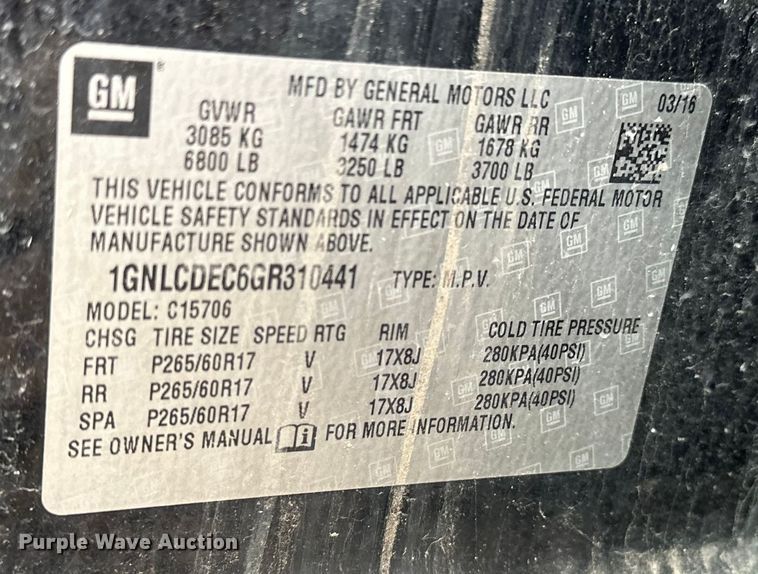 GM
MFD BY GENERAL MOTORS LLC 03/16
GVWR GAWR FRT GAWR RR
3085 KG 1474 KG 1678 KG
6800 LB 3250 LB 3700 LB
THIS VEHICLE CONFORMS TO ALL APPLICABLE U.S. FEDERAL MOTOR
VEHICLE SAFETY STANDARDS IN EFFECT ON THE DATE OF
MANUFACTURE SHOWN ABOVE.
1GNLCDEC6GR310441 TYPE: M.P.V.
MODEL: C15706
CHSG TIRE SIZE SPEED RTG RIM COLD TIRE PRESSURE
FRT P265/60R17 V 17X8J 280KPA(40PSI)
RR P265/60R17 V 17X8J 280KPA(40PSI)
SPA P265/60R17 V 17X8J 280KPA(40PSI)
SEE OWNER'S MANUAL i FOR MORE INFORMATION.
Purple Wave Auction